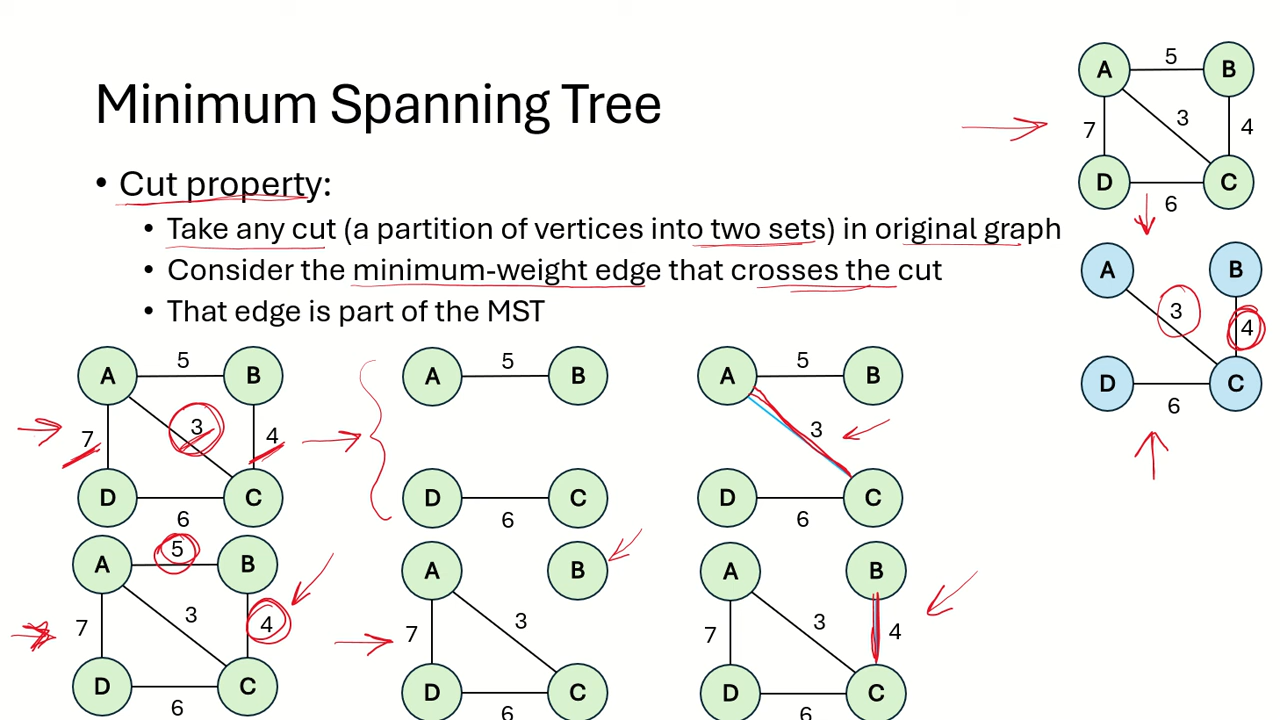 Minimum Spanning Tree
• Cut property:
• Take any cut (a partition of vertices into two sets) in original graph
• Consider the minimum-weight edge that crosses the cut
• That edge is part of the MST
A 5 B
7 3 4
D C
6
A B
3 4
D C
6
A 5 B
7 3 4
D C
6
A 5 B
D C
6
A 5 B
3
D C
6
A 5 B
7 3 4
D C
6
A B
7 3
D C
6
A B
7 3 4
D C
6